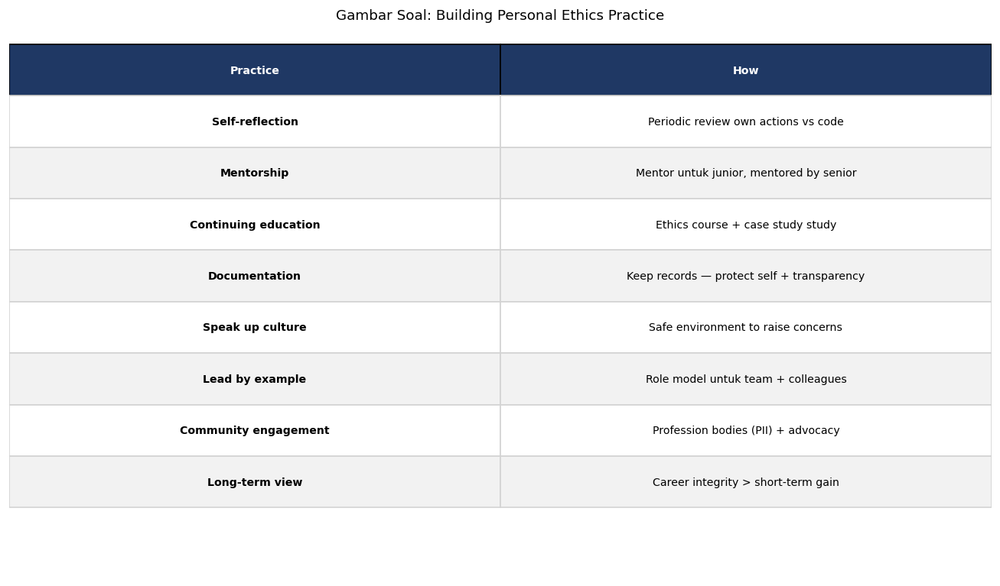 Gambar Soal: Building Personal Ethics Practice
Practice How
Self-reflection Periodic review own actions vs code
Mentorship Mentor untuk junior, mentored by senior
Continuing education Ethics course + case study study
Documentation Keep records — protect self + transparency
Speak up culture Safe environment to raise concerns
Lead by example Role model untuk team + colleagues
Community engagement Profession bodies (PII) + advocacy
Long-term view Career integrity > short-term gain